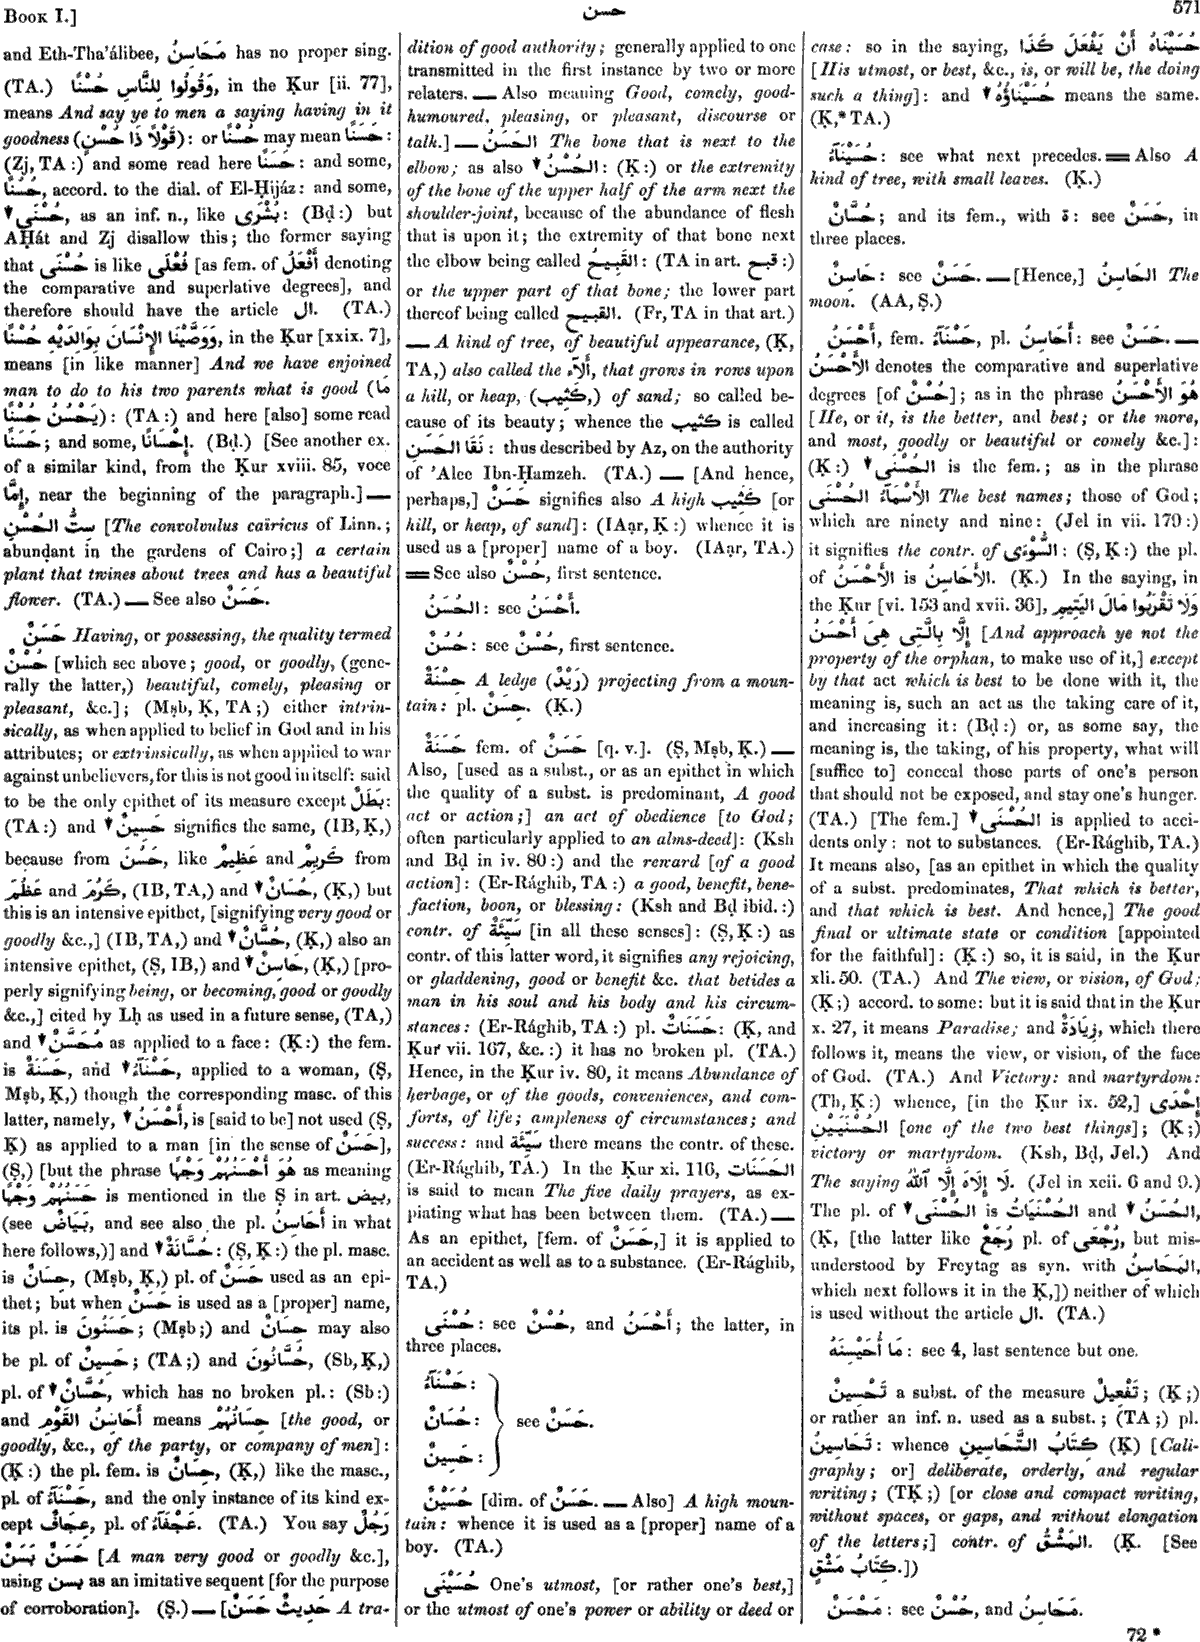 BOOK I.]
حسن
571
and Eth-Tha'álibee, مَحَاسِنُ has no proper sing.
(TA.) وَقُولُوا لِلنَّاسِ حُسْنًا, in the Ḳur [ii. 77],
means And say ye to men a saying having in it
goodness (قَوْلًا ذَا حُسْنٍ): or حُسْنًا may mean حَسَنًا:
(Zj, TA:) and some read here حَسَنًا: and some,
حُسُنًا, accord. to the dial. of El-Ḥijáz: and some,
▼ حُسْنَى, as an inf. n., like بُشْرَى: (Bḍ:) but
AḤát and Zj disallow this; the former saying
that حُسْنَى is like فُعْلَى [as fem. of أَفْعَلُ denoting
the comparative and superlative degrees], and
therefore should have the article ال. (TA.)
وَوَصَّيْنَا الإِنْسَانَ بِوَالِدَيْهِ حُسْنًا, in the Ḳur [xxix. 7],
means [in like manner] And we have enjoined
man to do to his two parents what is good (مَا
يَحْسُنُ حُسْنًا): (TA:) and here [also] some read
حَسَنًا; and some, إِحْسَانًا. (Bḍ.) [See another ex.
of a similar kind, from the Ḳur xviii. 85, voce
إِمَّا, near the beginning of the paragraph.] —
سِتُّ الحُسْنِ [The convolvulus caïricus of Linn.;
abundant in the gardens of Cairo;] a certain
plant that twines about trees and has a beautiful
flower. (TA.) — See also حَسَنٌ.
حَسَنٌ Having, or possessing, the quality termed
حُسْنٌ [which see above; good, or goodly, (gene-
rally the latter,) beautiful, comely, pleasing or
pleasant, &c.]; (Mṣb, Ḳ, TA;) either intrin-
sically, as when applied to belief in God and in his
attributes; or extrinsically, as when applied to war
against unbelievers, for this is not good in itself: said
to be the only epithet of its measure except بَطَلٌ:
(TA:) and ▼ حَسِينٌ signifies the same, (IB, Ḳ,)
because from حَسُنَ, like عَظِيمٌ and كَرِيمٌ from
عَظُمَ and كَرُمَ, (IB, TA,) and ▼ حُسَانٌ, (Ḳ,) but
this is an intensive epithet, [signifying very good or
goodly &c.,] (IB, TA,) and ▼ حُسَّانٌ, (Ḳ,) also an
intensive epithet, (Ṣ, IB,) and ▼ حَاسِنٌ, (Ḳ,) [pro-
perly signifying being, or becoming, good or goodly
&c.,] cited by Lḥ as used in a future sense, (TA,)
and ▼ مُحَسَّنٌ as applied to a face: (Ḳ:) the fem.
is حَسَنَةٌ, and ▼ حَسْنَآءُ, applied to a woman, (Ṣ,
Mṣb, Ḳ,) though the corresponding masc. of this
latter, namely, ▼ أَحْسَنُ, is [said to be] not used (Ṣ,
Ḳ) as applied to a man [in the sense of حَسَنٌ],
(Ṣ,) [but the phrase هُوَ أَحْسَنُهُمْ وَجْهًا as meaning
حَسَنُهُمْ وَجْهًا is mentioned in the Ṣ in art. بيض,
(see بَيَاضٌ, and see also the pl. أَحَاسِنُ in what
here follows,)] and ▼ حُسَّانَةٌ: (Ṣ, Ḳ:) the pl. masc.
is حِسَانٌ, (Mṣb, Ḳ,) pl. of حَسَنٌ used as an epi-
thet; but when حَسَنٌ is used as a [proper] name,
its pl. is حَسَنُونَ; (Mṣb;) and حِسَانٌ may also
be pl. of حَسِينٌ; (TA;) and حُسَّانُونَ, (Sb, Ḳ,)
pl. of ▼ حُسَّانٌ, which has no broken pl.: (Sb:)
and أَحَاسِنُ القَوْمِ means حِسَانُهُمْ [the good, or
goodly, &c., of the party, or company of men]:
(Ḳ:) the pl. fem. is حِسَانٌ, (Ḳ,) like the masc.,
pl. of حَسْنَآءُ, and the only instance of its kind ex-
cept عِجَافٌ, pl. of عَجْفَآءُ. (TA.) You say رَجُلٌ
حَسَنٌ بَسَنٌ [A man very good or goodly &c.],
using بسن as an imitative sequent [for the purpose
of corroboration]. (Ṣ.) — [حَدِيثٌ حَسَنٌ A tra-
dition of good authority; generally applied to one
transmitted in the first instance by two or more
relaters. — Also meaning Good, comely, good-
humoured, pleasing, or pleasant, discourse or
talk.] — الحَسَنُ The bone that is next to the
elbow; as also ▼ الحُسْنُ: (Ḳ:) or the extremity
of the bone of the upper half of the arm next the
shoulder-joint, because of the abundance of flesh
that is upon it; the extremity of that bone next
the elbow being called القَبِيحُ: (TA in art. قبح:)
or the upper part of that bone; the lower part
thereof being called القبيح. (Fr, TA in that art.)
— A kind of tree, of beautiful appearance, (Ḳ,
TA,) also called the أَلَآء, that grows in rows upon
a hill, or heap, (كَثِيب,) of sand; so called be-
cause of its beauty; whence the كثيب is called
نَقَا الحَسَنِ: thus described by Az, on the authority
of 'Alee Ibn-Ḥamzeh. (TA.) — [And hence,
perhaps,] حَسَنٌ signifies also A high كَثِيب [or
hill, or heap, of sand]: (IAạr, Ḳ:) whence it is
used as a [proper] name of a boy. (IAạr, TA.)
═ See also حُسْنٌ, first sentence.
الحُسَنُ: see أَحْسَنُ.
حُسُنٌ: see حُسْنٌ, first sentence.
حِسْنَةٌ A ledge (رَيْدٌ) projecting from a moun-
tain: pl. حِسَنٌ. (Ḳ.)
حَسَنَةٌ fem. of حَسَنٌ [q. v.]. (Ṣ, Mṣb, Ḳ.) —
Also, [used as a subst., or as an epithet in which
the quality of a subst. is predominant, A good
act or action;] an act of obedience [to God;
often particularly applied to an alms-deed]: (Ksh
and Bḍ in iv. 80:) and the reward [of a good
action]: (Er-Rághib, TA:) a good, benefit, bene-
faction, boon, or blessing: (Ksh and Bḍ ibid.:)
contr. of سَيِّئَةٌ [in all these senses]: (Ṣ, Ḳ:) as
contr. of this latter word, it signifies any rejoicing,
or gladdening, good or benefit &c. that betides a
man in his soul and his body and his circum-
stances: (Er-Rághib, TA:) pl. حَسَنَاتٌ: (Ḳ, and
Ḳur vii. 167, &c.:) it has no broken pl. (TA.)
Hence, in the Ḳur iv. 80, it means Abundance of
herbage, or of the goods, conveniences, and com-
forts, of life; ampleness of circumstances; and
success: and سَيِّئَة there means the contr. of these.
(Er-Rághib, TA.) In the Ḳur xi. 116, الحَسَنَات
is said to mean The five daily prayers, as ex-
piating what has been between them. (TA.) —
As an epithet, [fem. of حَسَنٌ,] it is applied to
an accident as well as to a substance. (Er-Rághib,
TA.)
حُسْنَى: see حُسْنٌ, and أَحْسَنُ; the latter, in
three places.
حَسْنَآءُ:
حُسَانٌ: see حَسَنٌ.
حَسِينٌ:
حُسَيْنٌ [dim. of حَسَنٌ. — Also] A high moun-
tain: whence it is used as a [proper] name of a
boy. (TA.)
حُسَيْنَى One's utmost, [or rather one's best,]
or the utmost of one's power or ability or deed or
case: so in the saying, حُسَيْنَاهُ أَنْ يَفْعَلَ كَذَا
[His utmost, or best, &c., is, or will be, the doing
such a thing]: and ▼ حُسَيْنَاؤُهُ means the same.
(Ḳ,* TA.)
حُسَيْنَآءُ: see what next precedes. ═ Also A
kind of tree, with small leaves. (Ḳ.)
حُسَّانٌ; and its fem., with ة: see حَسَنٌ, in
three places.
حَاسِنٌ: see حَسَنٌ. — [Hence,] الحَاسِنُ The
moon. (AA, Ṣ.)
أَحْسَنُ, fem. حَسْنَآءُ, pl. أَحَاسِنُ: see حَسَنٌ. —
الأَحْسَنُ denotes the comparative and superlative
degrees [of حُسْنٌ]; as in the phrase هُوَ الأَحْسَنُ
[He, or it, is the better, and best; or the more,
and most, goodly or beautiful or comely &c.]:
(Ḳ:) ▼ الحُسْنَى is the fem.; as in the phrase
الأَسْمَآءُ الحُسْنَى The best names; those of God;
which are ninety and nine: (Jel in vii. 179:)
it signifies the contr. of السُّوْءَى: (Ṣ, Ḳ:) the pl.
of الأَحْسَنُ is الأَحَاسِنُ. (Ḳ.) In the saying, in
the Ḳur [vi. 153 and xvii. 36], وَلَا تَقْرَبُوا مَالَ اليَتِيمِ
إِلَّا بِالَّتِى هِىَ أَحْسَنُ [And approach ye not the
property of the orphan, to make use of it,] except
by that act which is best to be done with it, the
meaning is, such an act as the taking care of it,
and increasing it: (Bḍ:) or, as some say, the
meaning is, the taking, of his property, what will
[suffice to] conceal those parts of one's person
that should not be exposed, and stay one's hunger.
(TA.) [The fem.] ▼ الحُسْنَى is applied to acci-
dents only: not to substances. (Er-Rághib, TA.)
It means also, [as an epithet in which the quality
of a subst. predominates, That which is better,
and that which is best. And hence,] The good
final or ultimate state or condition [appointed
for the faithful]: (Ḳ:) so, it is said, in the Ḳur
xli. 50. (TA.) And The view, or vision, of God;
(Ḳ;) accord. to some: but it is said that in the Ḳur
x. 27, it means Paradise; and زِيَادَةٌ, which there
follows it, means the view, or vision, of the face
of God. (TA.) And Victory: and martyrdom:
(Th, Ḳ:) whence, [in the Ḳur ix. 52,] إِحْدَى
الحُسْنَيَيْنِ [one of the two best things]; (Ḳ;)
victory or martyrdom. (Ksh, Bḍ, Jel.) And
The saying لَا إِلَاهَ إِلَّا ٱللّٰهُ. (Jel in xcii. 6 and 9.)
The pl. of ▼ الحُسْنَى is الحُسْنَيَاتُ and ▼ الحُسَنُ,
(Ḳ, [the latter like رُجَعٌ pl. of رُجْعَى, but mis-
understood by Freytag as syn. with المَحَاسِنُ,
which next follows it in the Ḳ,]) neither of which
is used without the article ال. (TA.)
مَا أُحَيْسِنَهُ: see 4, last sentence but one.
تَحْسِينٌ a subst. of the measure تَفْعِيلٌ; (Ḳ;)
or rather an inf. n. used as a subst.; (TA;) pl.
تَحَاسِينُ: whence كِتَابُ التَّحَاسِينِ (Ḳ) [Cali-
graphy; or] deliberate, orderly, and regular
writing; (TḲ;) [or close and compact writing,
without spaces, or gaps, and without elongation
of the letters;] contr. of المَشْقُ. (Ḳ. [See
كِتَابُ مَشْقٍ.])
مَحْسَنٌ: see حُسْنٌ, and مَحَاسِنُ.
72 *